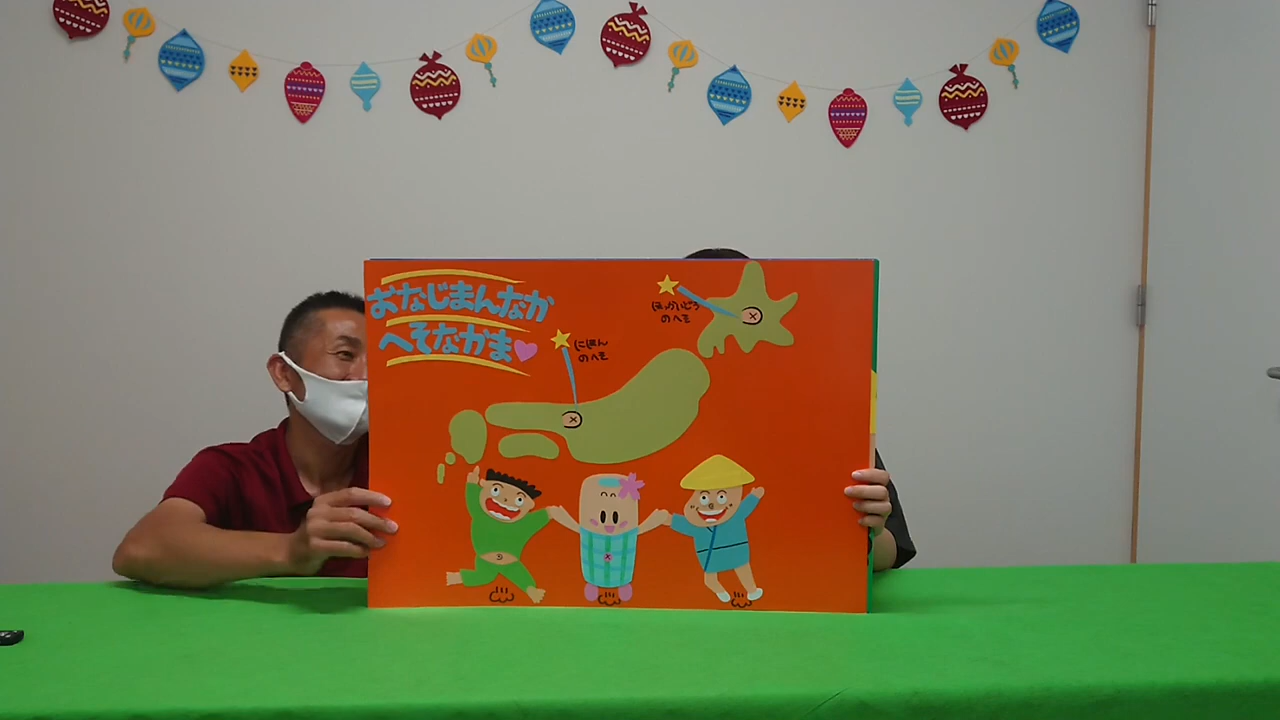 おなじまんなか
へそなかま
ほっかいどう
のへそ
にほん
のへそ